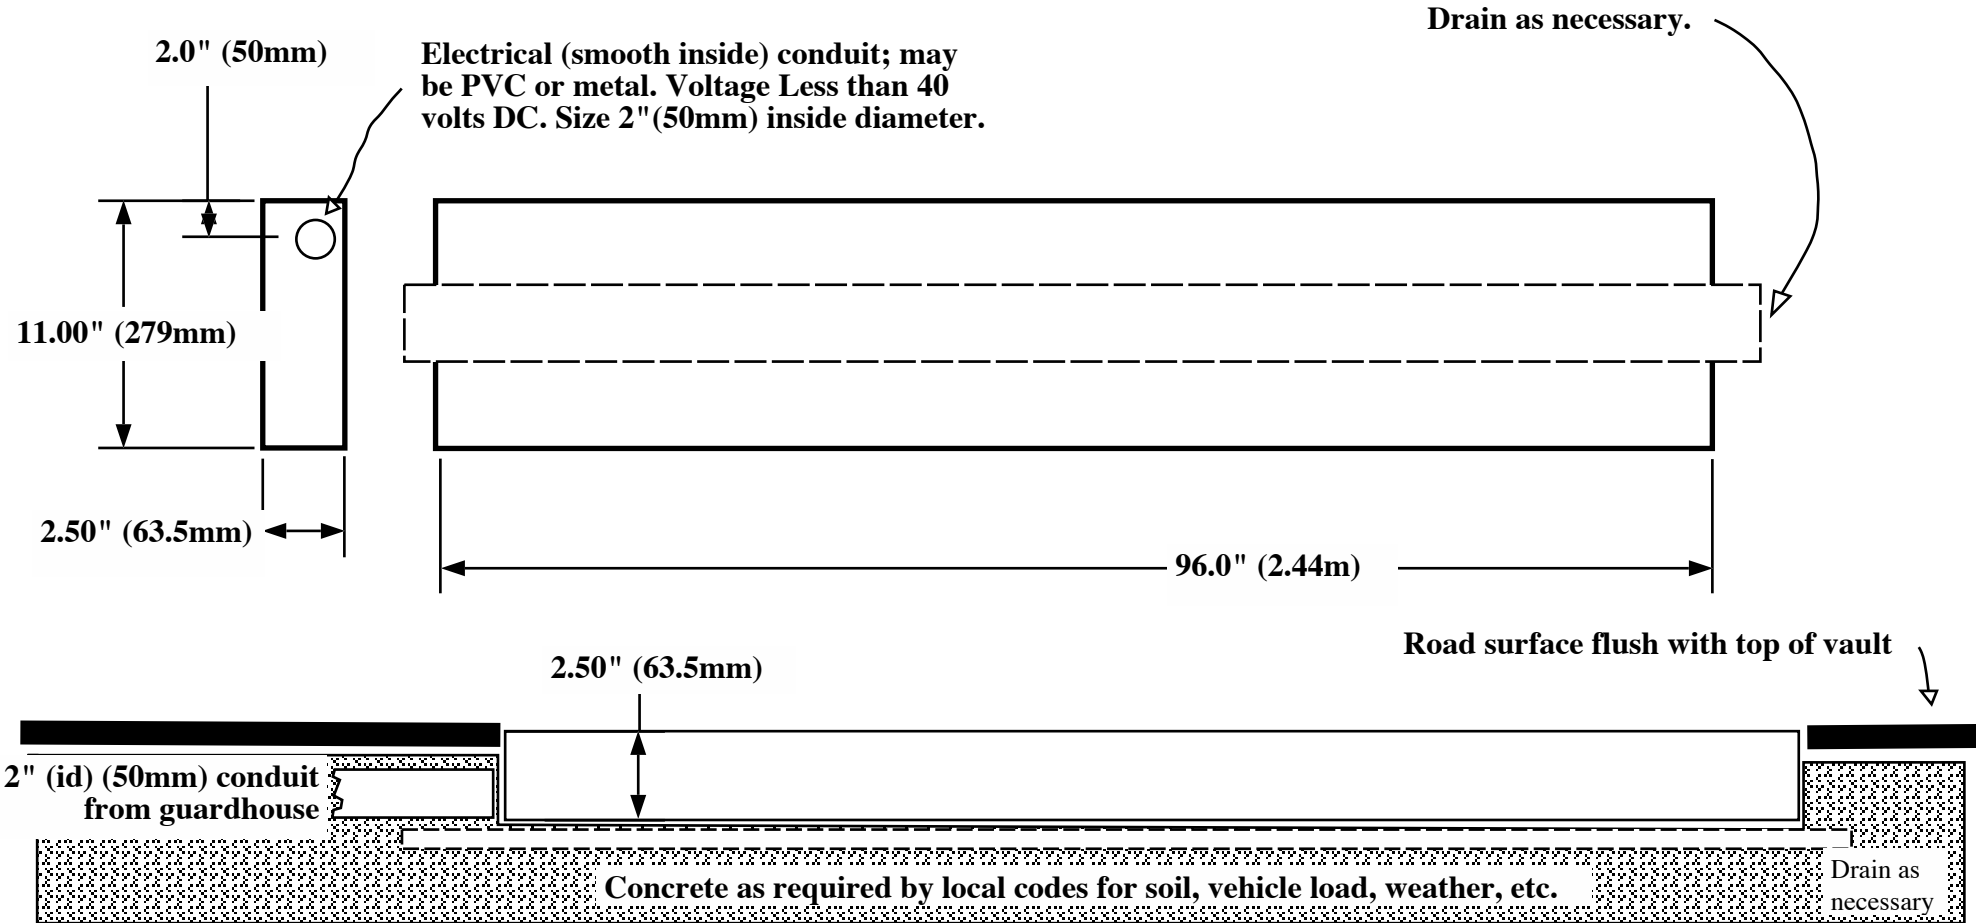 Drain as necessary.
2.0" (50mm)
Electrical (smooth inside) conduit; may
be PVC or metal. Voltage Less than 40
volts DC. Size 2"(50mm) inside diameter.
11.00" (279mm)
2.50" (63.5mm)
96.0" (2.44m)
Road surface flush with top of vault
2.50" (63.5mm)
2" (id) (50mm) conduit
from guardhouse
Concrete as required by local codes for soil, vehicle load, weather, etc.
Drain as
necessary